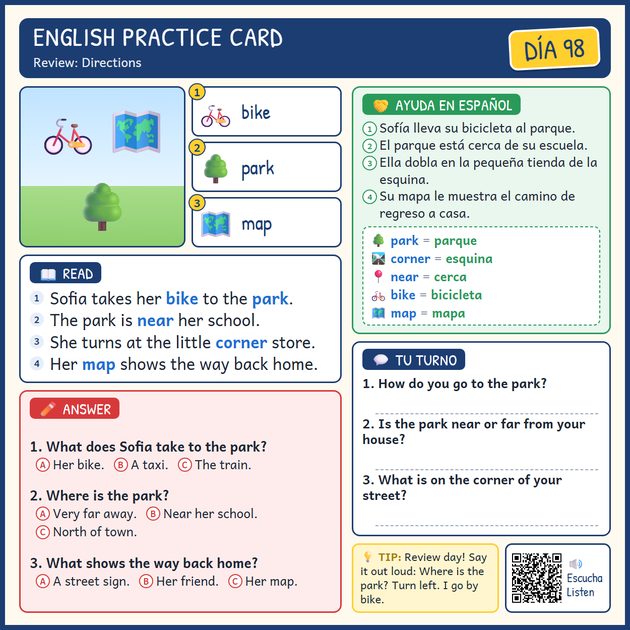 ENGLISH PRACTICE CARD
Review: Directions
DÍA 98
1 bike
2 park
3 map
READ
1 Sofia takes her bike to the park.
2 The park is near her school.
3 She turns at the little corner store.
4 Her map shows the way back home.
ANSWER
1. What does Sofia take to the park?
A Her bike. B A taxi. C The train.
2. Where is the park?
A Very far away. B Near her school.
C North of town.
3. What shows the way back home?
A A street sign. B Her friend. C Her map.
AYUDA EN ESPAÑOL
1 Sofía lleva su bicicleta al parque.
2 El parque está cerca de su escuela.
3 Ella dobla en la pequeña tienda de la
esquina.
4 Su mapa le muestra el camino de
regreso a casa.
park = parque
corner = esquina
near = cerca
bike = bicicleta
map = mapa
TU TURNO
1. How do you go to the park?
2. Is the park near or far from your
house?
3. What is on the corner of your
street?
TIP: Review day! Say
it out loud: Where is the
park? Turn left. I go by
bike.
Escucha
Listen